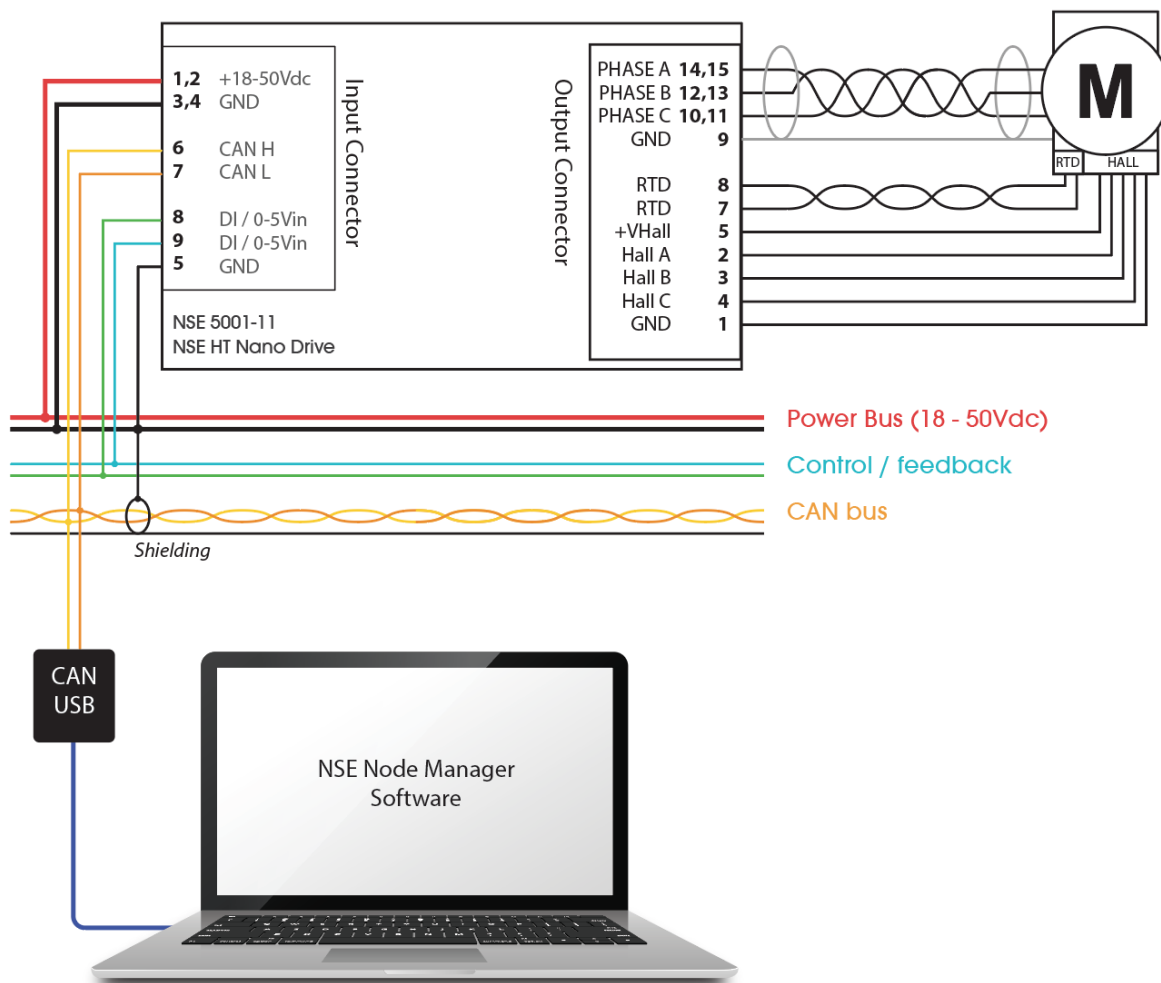 1,2 +18-50Vdc
3,4 GND
6 CAN H
7 CAN L
8 DI / 0-5Vin
9 DI / 0-5Vin
5 GND
Input Connector
NSE 5001-11
NSE HT Nano Drive
Output Connector
PHASE A 14,15
PHASE B 12,13
PHASE C 10,11
GND 9
RTD 8
RTD 7
+VHall 5
Hall A 2
Hall B 3
Hall C 4
GND 1
M
RTD HALL
Power Bus (18 - 50Vdc)
Control / feedback
CAN bus
Shielding
CAN
USB
NSE Node Manager
Software